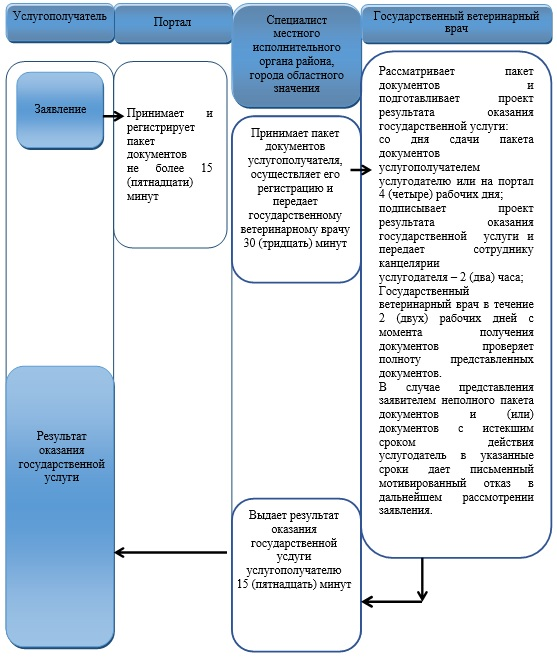 Услугополучатель
Портал
Специалист
местного
исполнительного
органа района,
города областного
значения
Государственный ветеринарный
врач
Заявление
Принимает и
регистрирует
пакет
документов
не более 15
(пятнадцати)
минут
Принимает пакет
документов
услугополучателя,
осуществляет его
регистрацию и
передает
государственному
ветеринарному врачу
30 (тридцать) минут
Рассматривает пакет
документов и
подготавливает проект
результата оказания
государственной услуги:
со дня сдачи пакета
документов
услугополучателем
услугодателю или на портал
4 (четыре) рабочих дня;
подписывает проект
результата оказания
государственной услуги и
передает сотруднику
канцелярии
услугодателя – 2 (два) часа;
Государственный
ветеринарный врач в течение
2 (двух) рабочих дней с
момента получения
документов проверяет
полноту представленных
документов.
В случае представления
заявителем неполного пакета
документов и (или)
документов с истекшим
сроком действия
услугодатель в указанные
сроки дает письменный
мотивированный отказ в
дальнейшем рассмотрении
заявления.
Результат
оказания
государственной
услуги
Выдает результат
оказания
государственной
усдуги
услугополучателю
15 (пятнадцать) минут